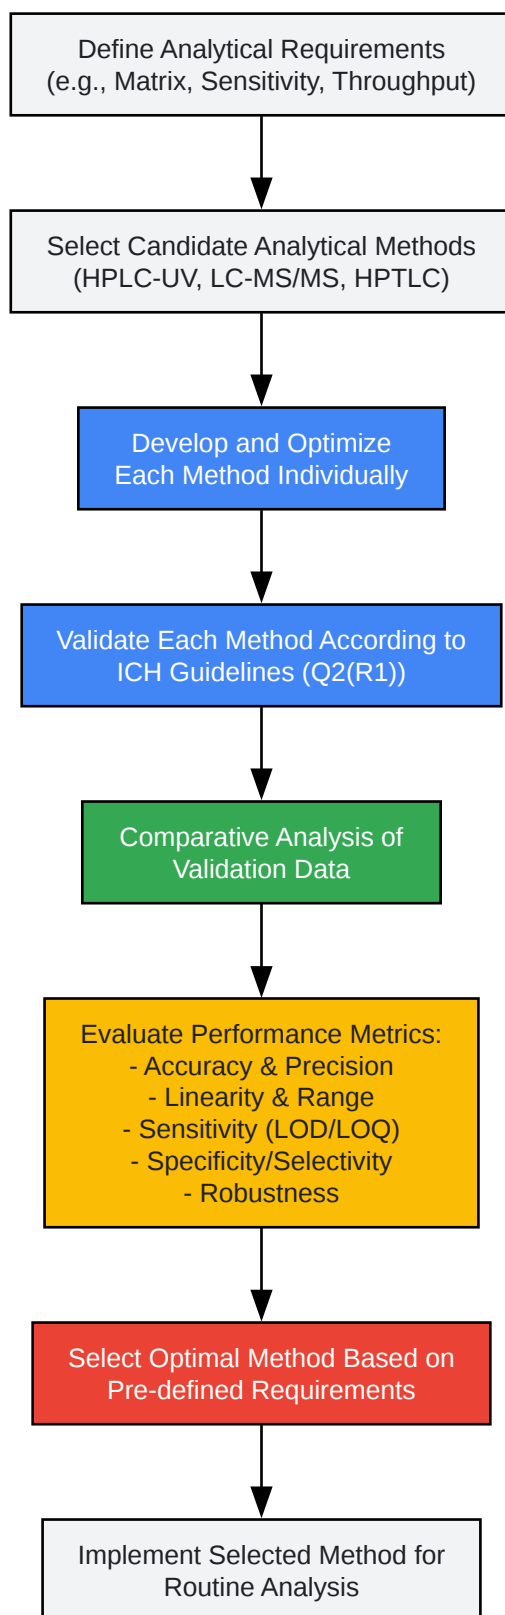 Define Analytical Requirements
(e.g., Matrix, Sensitivity, Throughput)
Select Candidate Analytical Methods
(HPLC-UV, LC-MS/MS, HPTLC)
Develop and Optimize
Each Method Individually
Validate Each Method According to
ICH Guidelines (Q2(R1))
Comparative Analysis of
Validation Data
Evaluate Performance Metrics:
- Accuracy & Precision
- Linearity & Range
- Sensitivity (LOD/LOQ)
- Specificity/Selectivity
- Robustness
Select Optimal Method Based on
Pre-defined Requirements
Implement Selected Method for
Routine Analysis